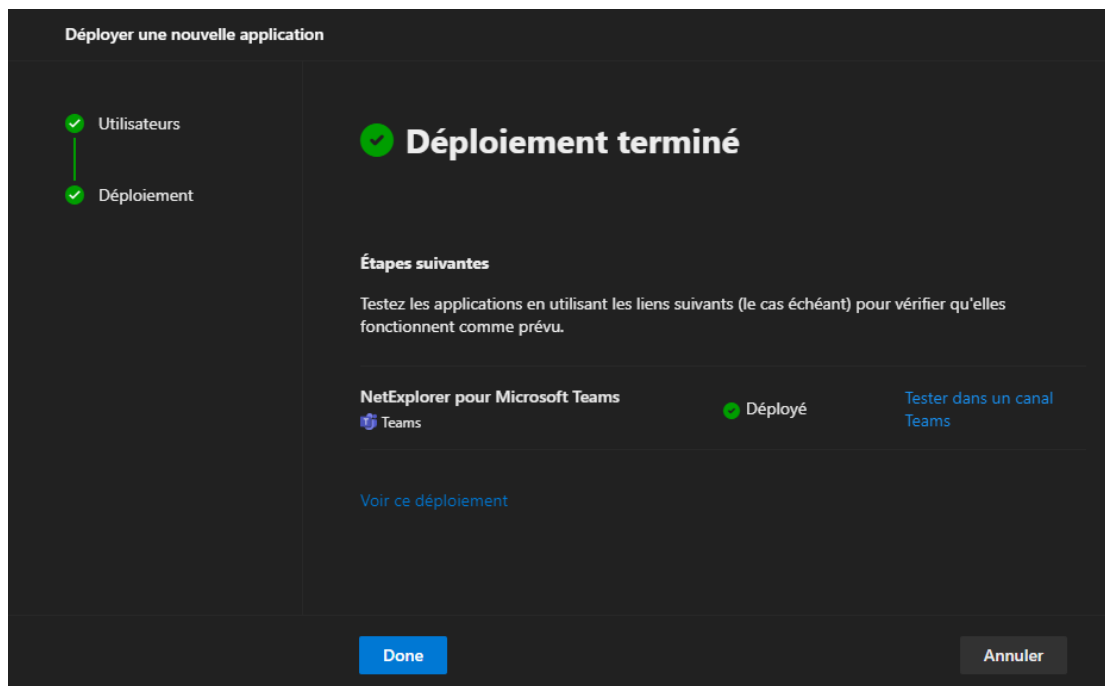 Déployer une nouvelle application
Utilisateurs
Déploiement
Déploiement terminé
Étapes suivantes
Testez les applications en utilisant les liens suivants (le cas échéant) pour vérifier qu'elles
fonctionnent comme prévu.
NetExplorer pour Microsoft Teams
Teams
Déployé
Tester dans un canal
Teams
Voir ce déploiement
Done
Annuler